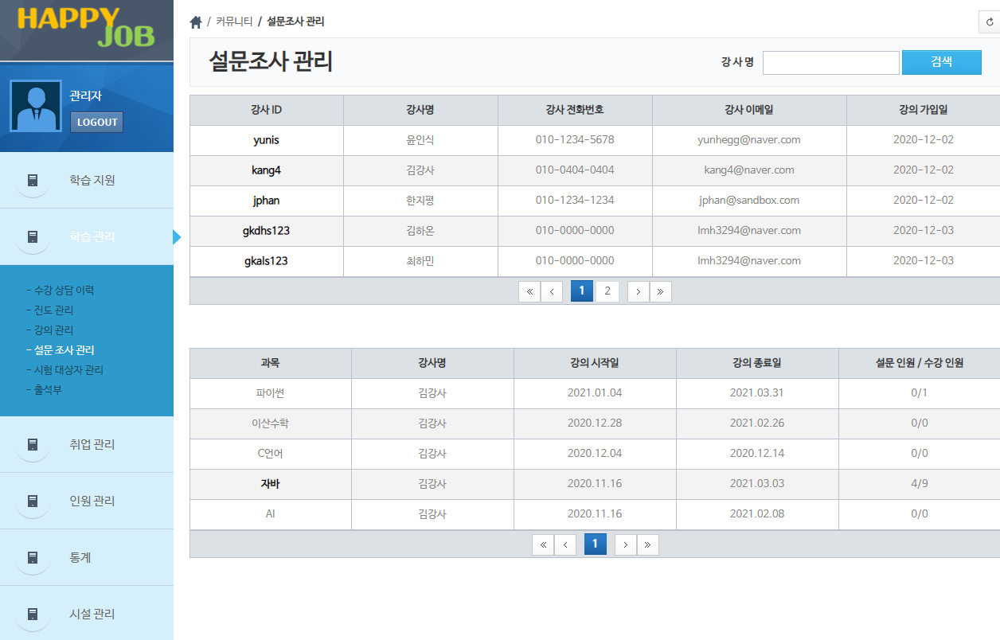 HAPPY
JOB
관리자
LOGOUT
학습 지원
학습 관리
- 수강 상담 이력
- 진도 관리
- 강의 관리
- 설문 조사 관리
- 시험 대상자 관리
- 출석부
취업 관리
인원 관리
통계
시설 관리
/ 커뮤니티 / 설문조사 관리
설문조사 관리
강 사 명
검색
강사 ID 강사명 강사 전화번호 강사 이메일 강의 가입일
yunis 윤인식 010-1234-5678 yunhegg@naver.com 2020-12-02
kang4 김강사 010-0404-0404 kang4@naver.com 2020-12-02
jphan 한지평 010-1234-1234 jphan@sandbox.com 2020-12-02
gkdhs123 김하온 010-0000-0000 lmh3294@naver.com 2020-12-03
gkals123 최하민 010-0000-0000 lmh3294@naver.com 2020-12-03
« ‹ 1 2 › »
과목 강사명 강의 시작일 강의 종료일 설문 인원 / 수강 인원
파이썬 김강사 2021.01.04 2021.03.31 0/1
이산수학 김강사 2020.12.28 2021.02.26 0/0
C언어 김강사 2020.12.04 2020.12.14 0/0
자바 김강사 2020.11.16 2021.03.03 4/9
AI 김강사 2020.11.16 2021.02.08 0/0
« ‹ 1 › »